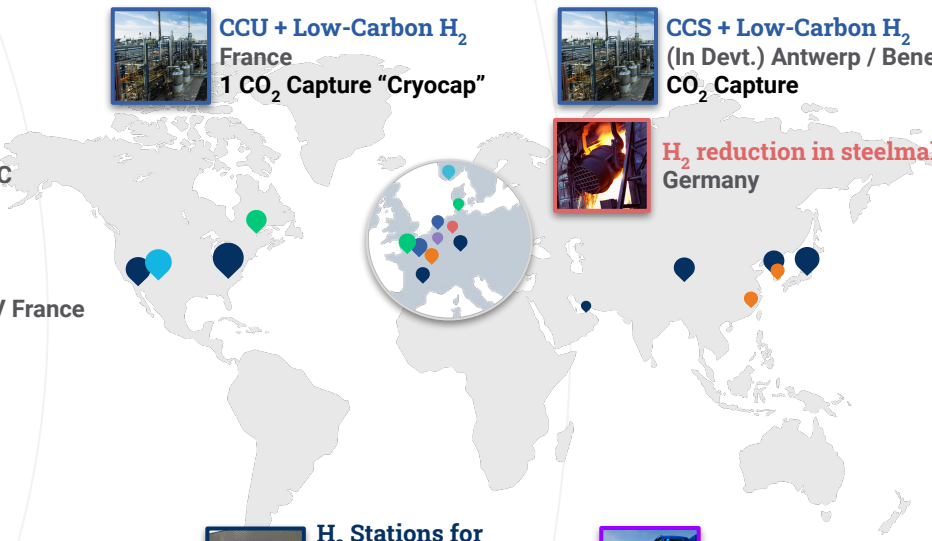 CCU + Low-Carbon H2
France
1 CO2 Capture “Cryocap”
CCS + Low-Carbon H2
(In Devt.) Antwerp / Bene
CO2 Capture
H2 reduction in steelma
Germany
C
/ France
H2 Stations for